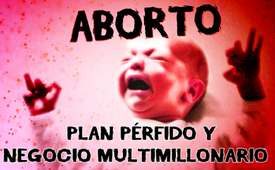 ABORTO
PLAN PÉRFIDO Y
NEGOCIO MULTIMILLONARIO